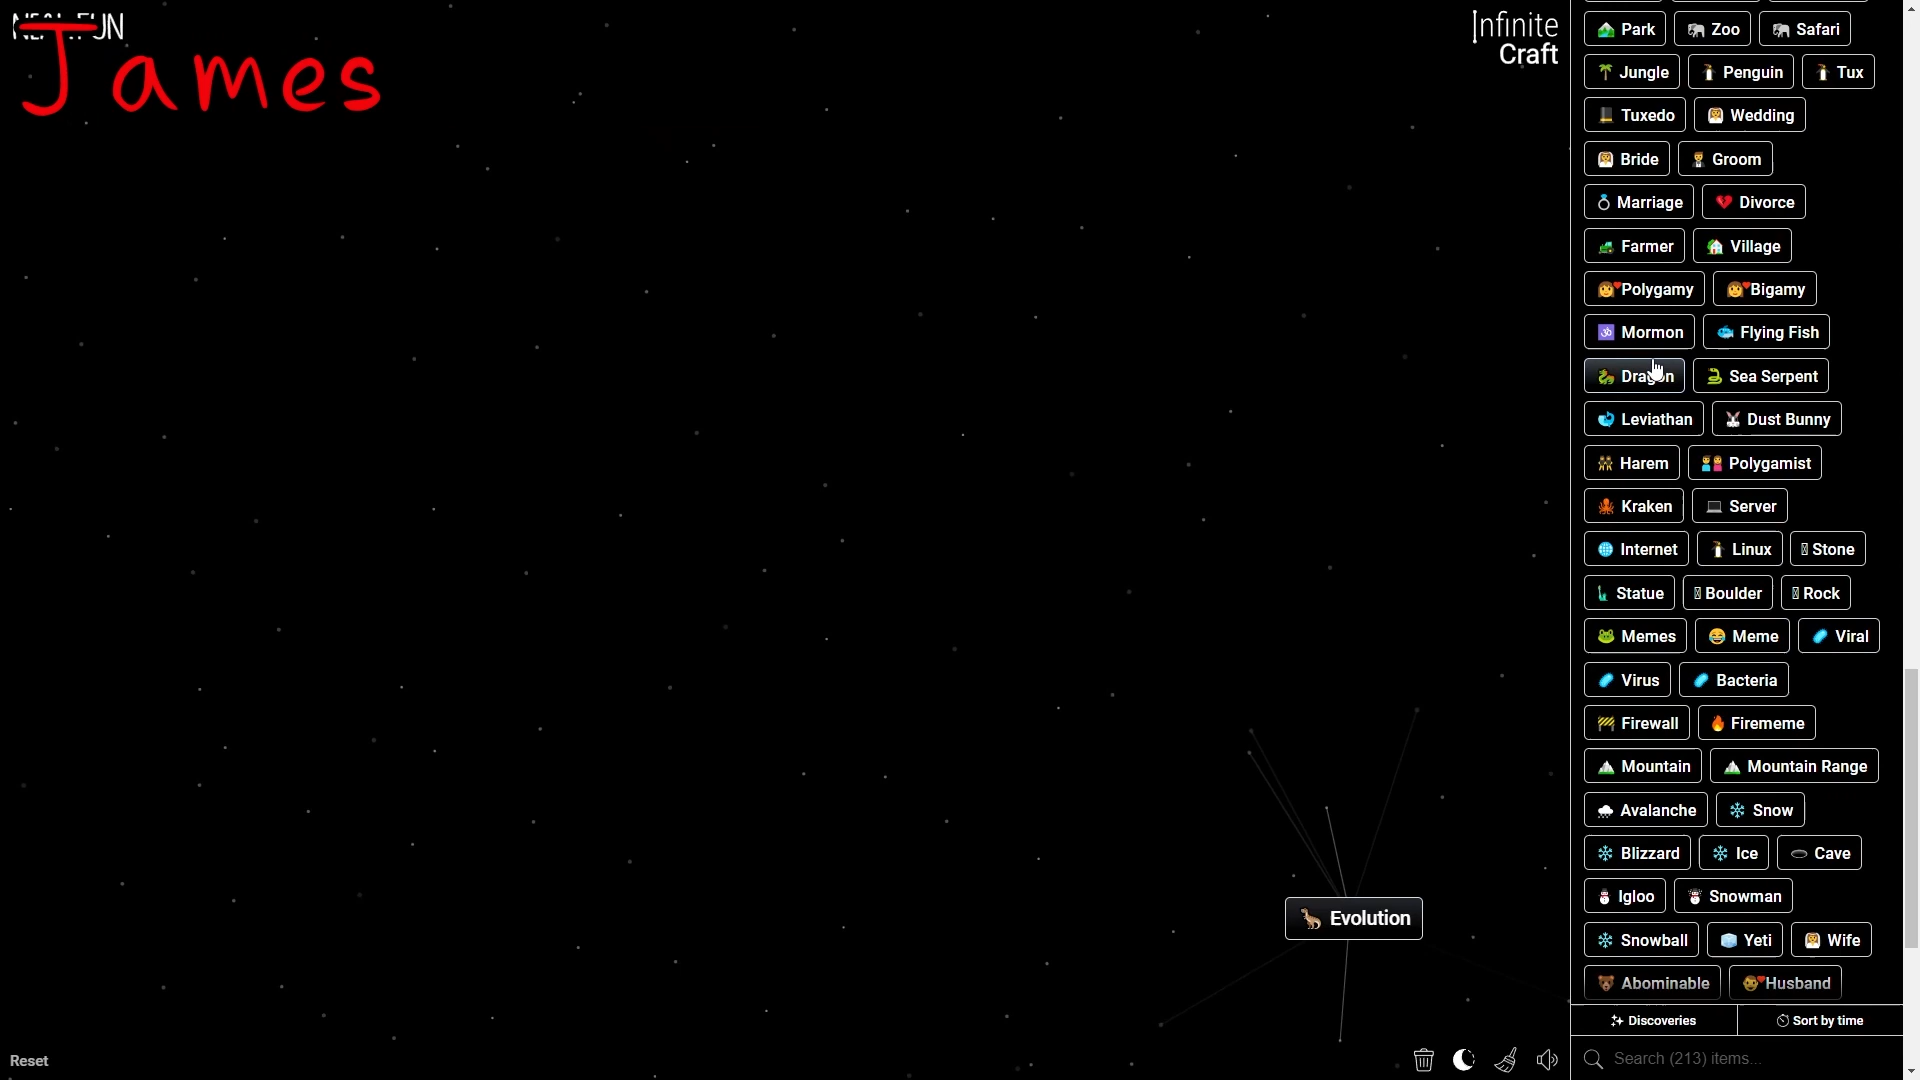 NEAL.FUN
James
Infinite
Craft
Park Zoo Safari
Jungle Penguin Tux
Tuxedo Wedding
Bride Groom
Marriage Divorce
Farmer Village
Polygamy Bigamy
Mormon Flying Fish
Dragon Sea Serpent
Leviathan Dust Bunny
Harem Polygamist
Kraken Server
Internet Linux Stone
Statue Boulder Rock
Memes Meme Viral
Virus Bacteria
Firewall Firememe
Mountain Mountain Range
Avalanche Snow
Blizzard Ice Cave
Igloo Snowman
Snowball Yeti Wife
Abominable Husband
Evolution
Discoveries Sort by time
Reset
Search (213) items...